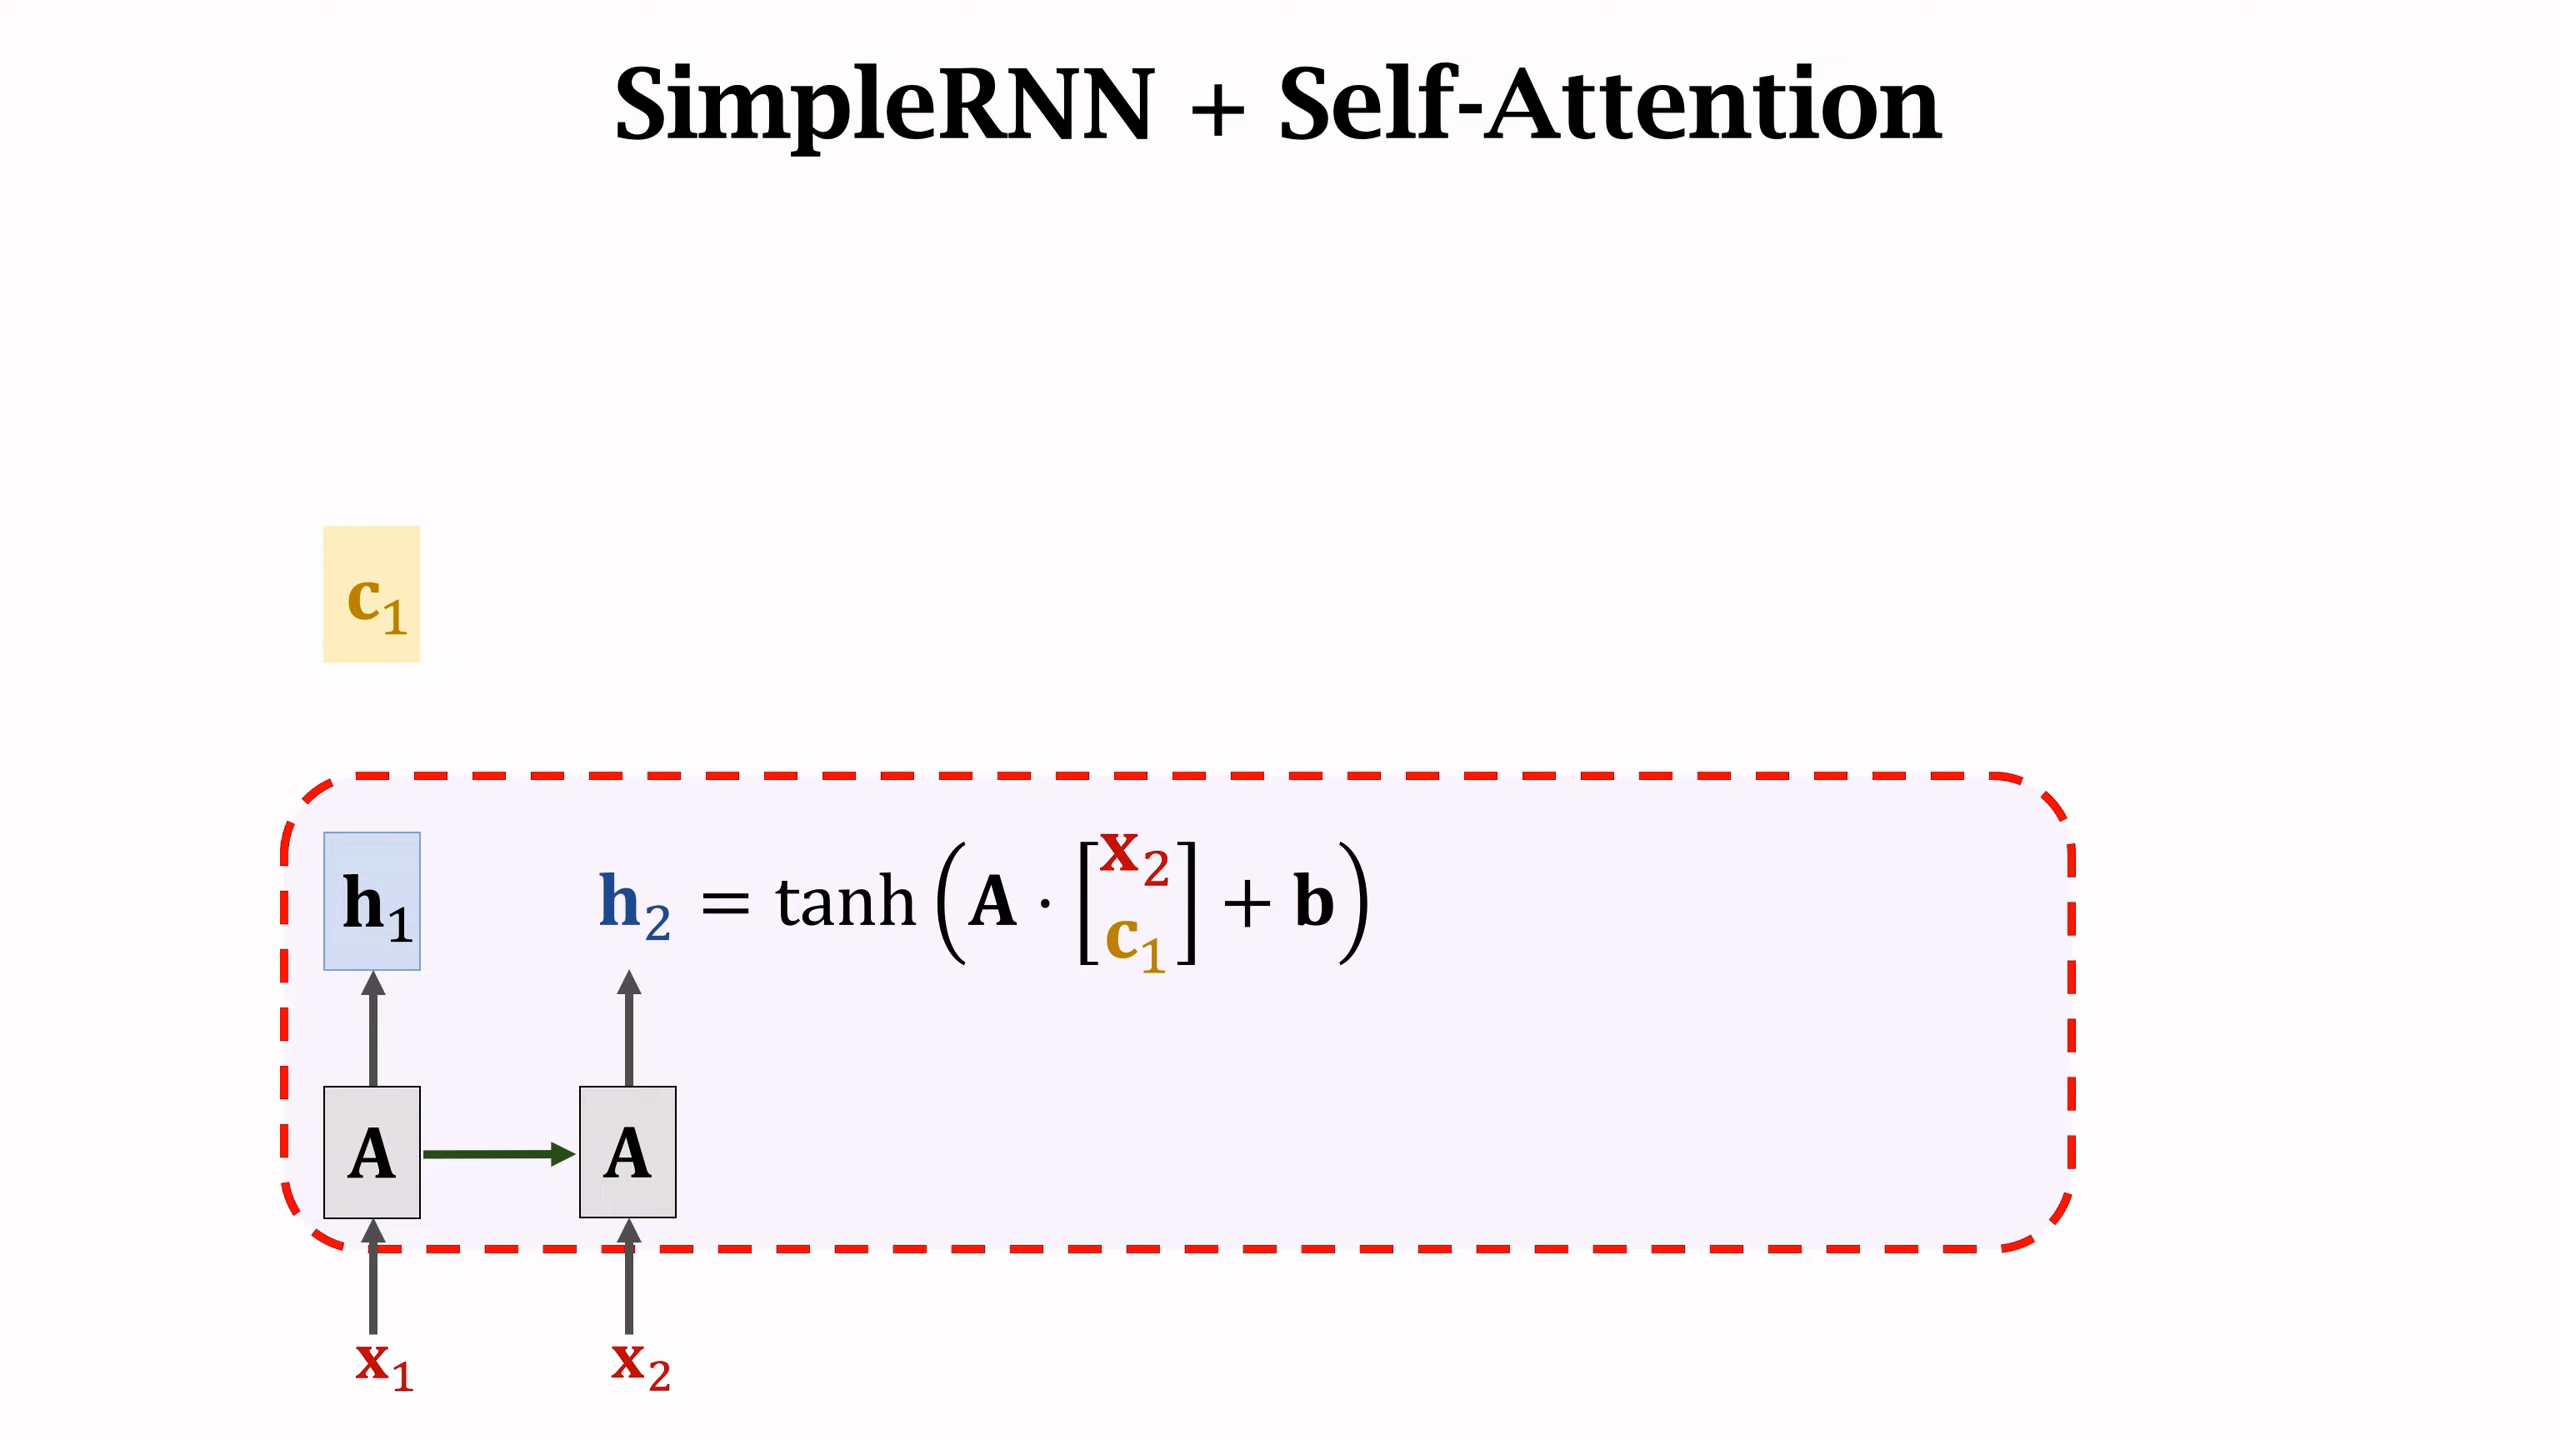 SimpleRNN + Self-Attention
c₁
h₁
h₂ = tanh (A · [x₂ c₁] + b)
A A
x₁ x₂